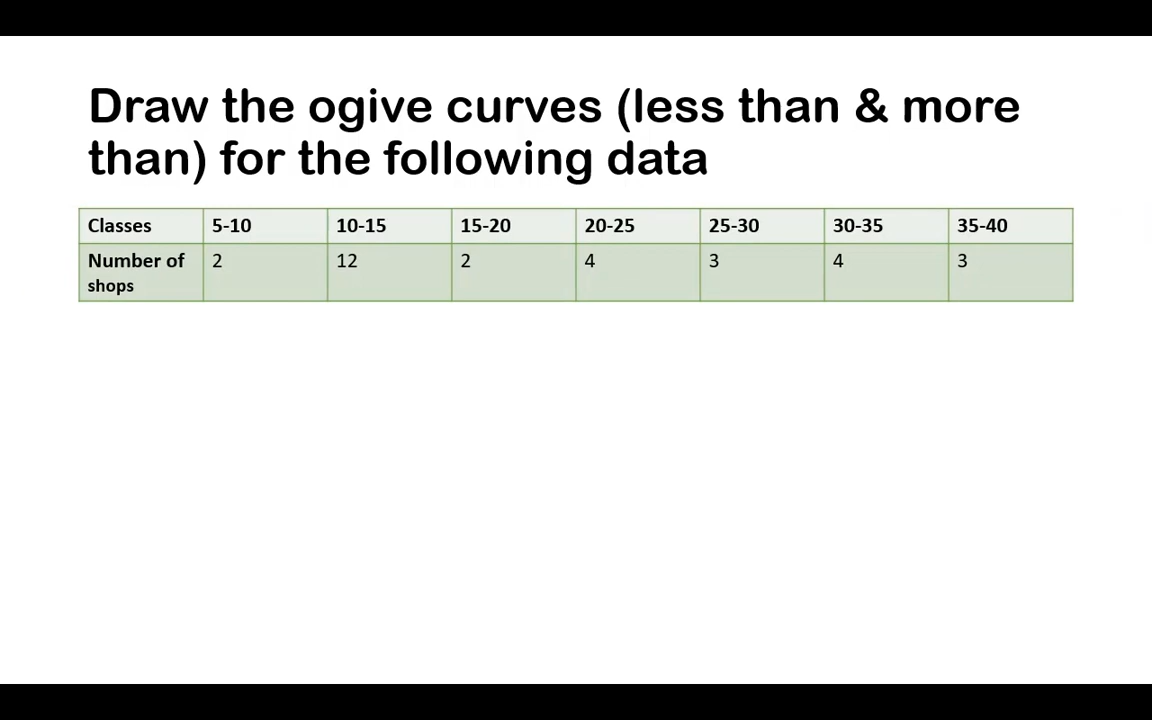 Draw the ogive curves (less than & more
than) for the following data
Classes 5-10 10-15 15-20 20-25 25-30 30-35 35-40
Number of 2 12 2 4 3 4 3
shops